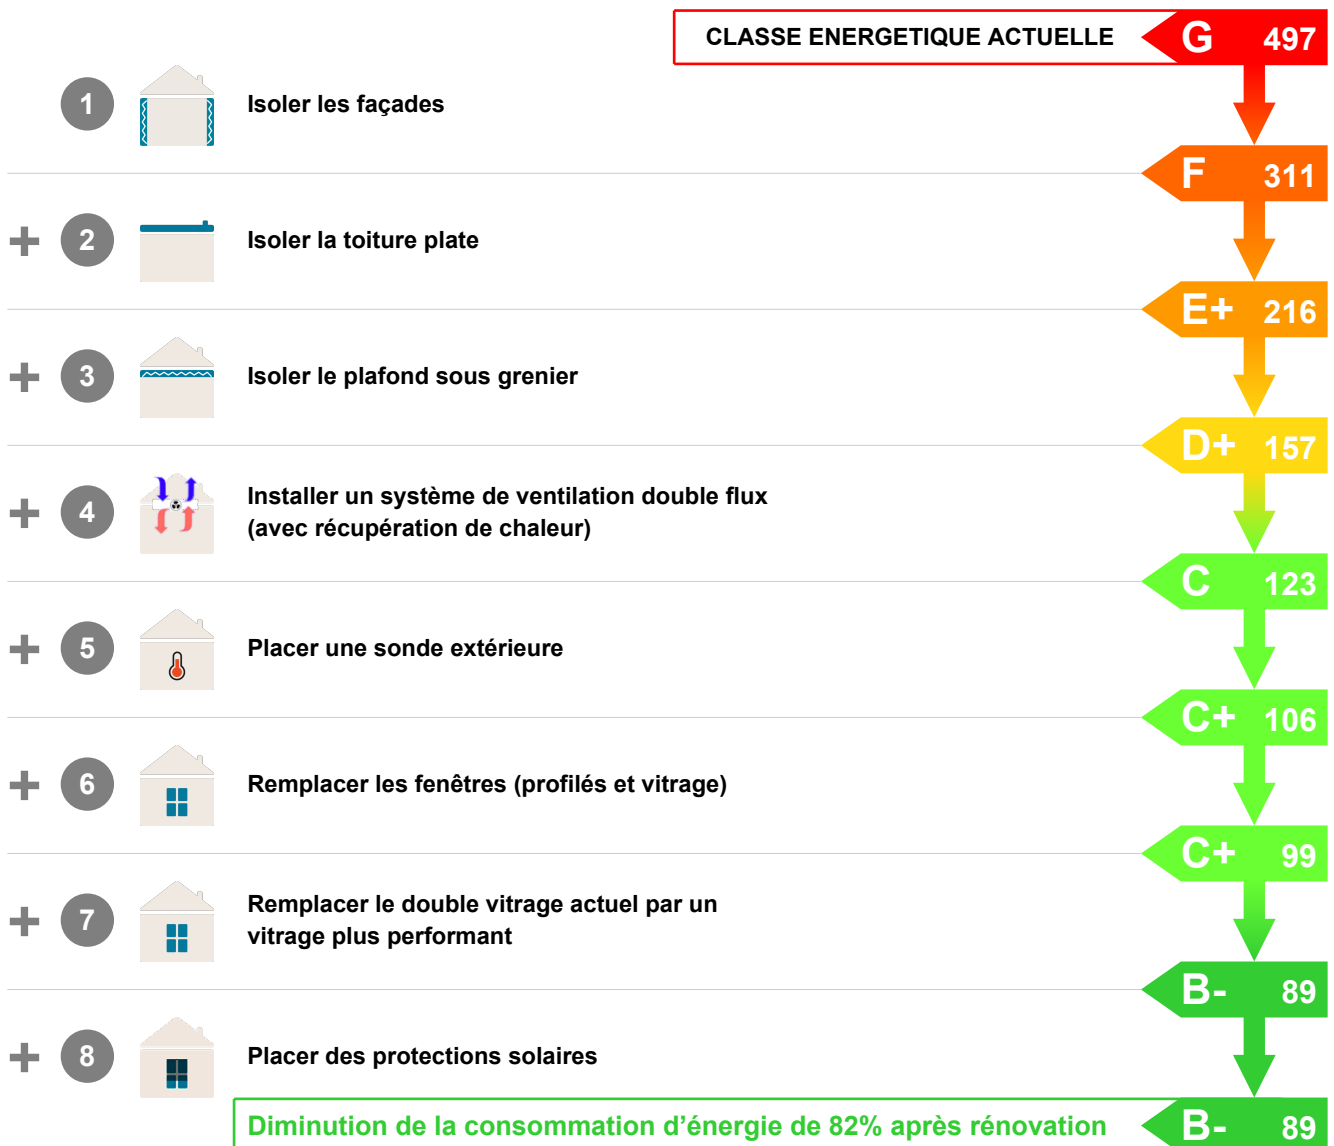 CLASSE ENERGETIQUE ACTUELLE G 497
1 Isoler les façades
F 311
+ 2 Isoler la toiture plate
E+ 216
+ 3 Isoler le plafond sous grenier
D+ 157
+ 4 Installer un système de ventilation double flux
(avec récupération de chaleur)
C 123
+ 5 Placer une sonde extérieure
C+ 106
+ 6 Remplacer les fenêtres (profilés et vitrage)
C+ 99
+ 7 Remplacer le double vitrage actuel par un
vitrage plus performant
B- 89
+ 8 Placer des protections solaires
Diminution de la consommation d’énergie de 82% après rénovation B- 89